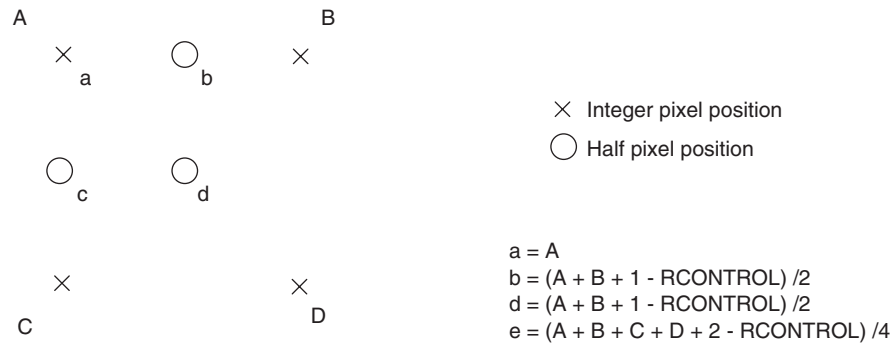 A B
a b
Integer pixel position
Half pixel position
c d
a = A
b = (A + B + 1 - RCONTROL) /2
d = (A + B + 1 - RCONTROL) /2
e = (A + B + C + D + 2 - RCONTROL) /4
C D